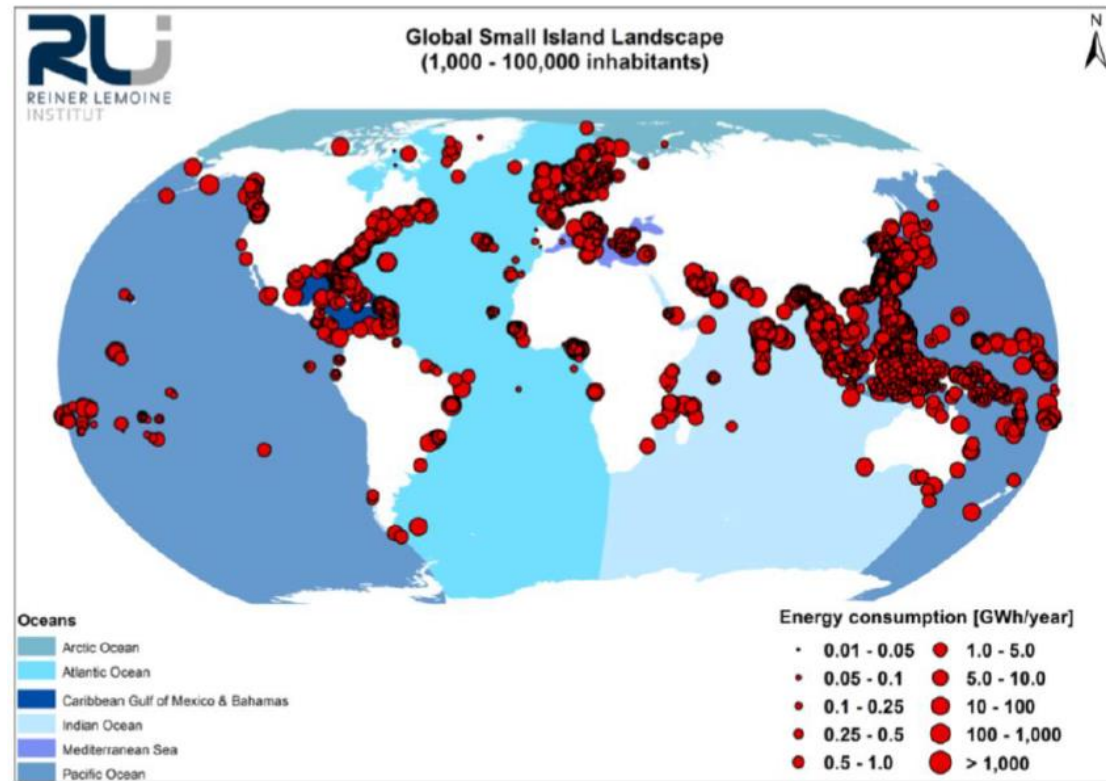 RLI
REINER LEMOINE
INSTITUT
Global Small Island Landscape
(1,000 - 100,000 inhabitants)
N
Oceans
Arctic Ocean
Atlantic Ocean
Caribbean Gulf of Mexico & Bahamas
Indian Ocean
Mediterranean Sea
Pacific Ocean
Energy consumption [GWh/year]
0.01 - 0.05
0.05 - 0.1
0.1 - 0.25
0.25 - 0.5
0.5 - 1.0
1.0 - 5.0
5.0 - 10.0
10 - 100
100 - 1,000
> 1,000